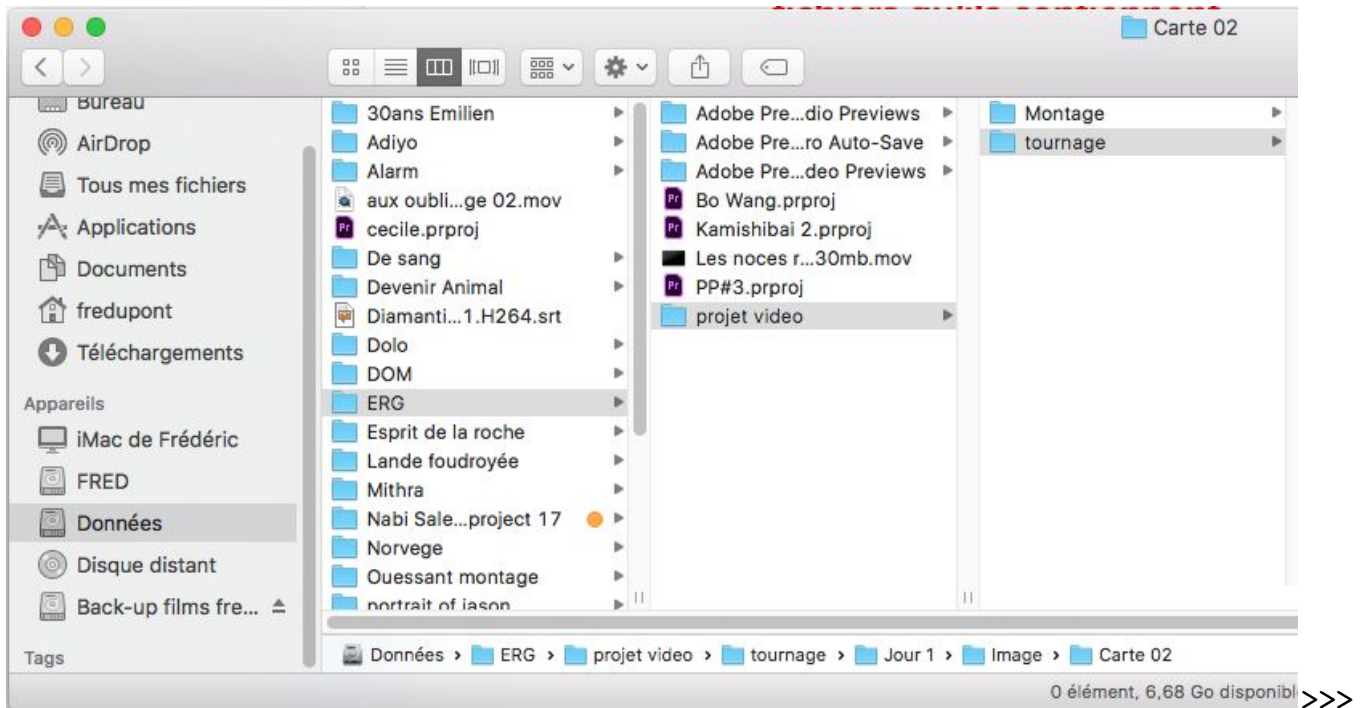 Carte 02
Bureau
AirDrop
Tous mes fichiers
Applications
Documents
fredupont
Téléchargements
Appareils
iMac de Frédéric
FRED
Données
Disque distant
Back-up films fre...
Tags
30ans Emilien
Adiyo
Alarm
aux oubli...ge 02.mov
cecile.prproj
De sang
Devenir Animal
Diamanti...1.H264.srt
Dolo
DOM
ERG
Esprit de la roche
Lande foudroyée
Mithra
Nabi Sale...project 17
Norvege
Ouessant montage
portrait of jason
Adobe Pre...dio Previews
Adobe Pre...ro Auto-Save
Adobe Pre...deo Previews
Bo Wang.prproj
Kamishibai 2.prproj
Les noces r...30mb.mov
PP#3.prproj
projet video
Montage
tournage
Données › ERG › projet video › tournage › Jour 1 › Image › Carte 02
0 élément, 6,68 Go disponibl
>>>